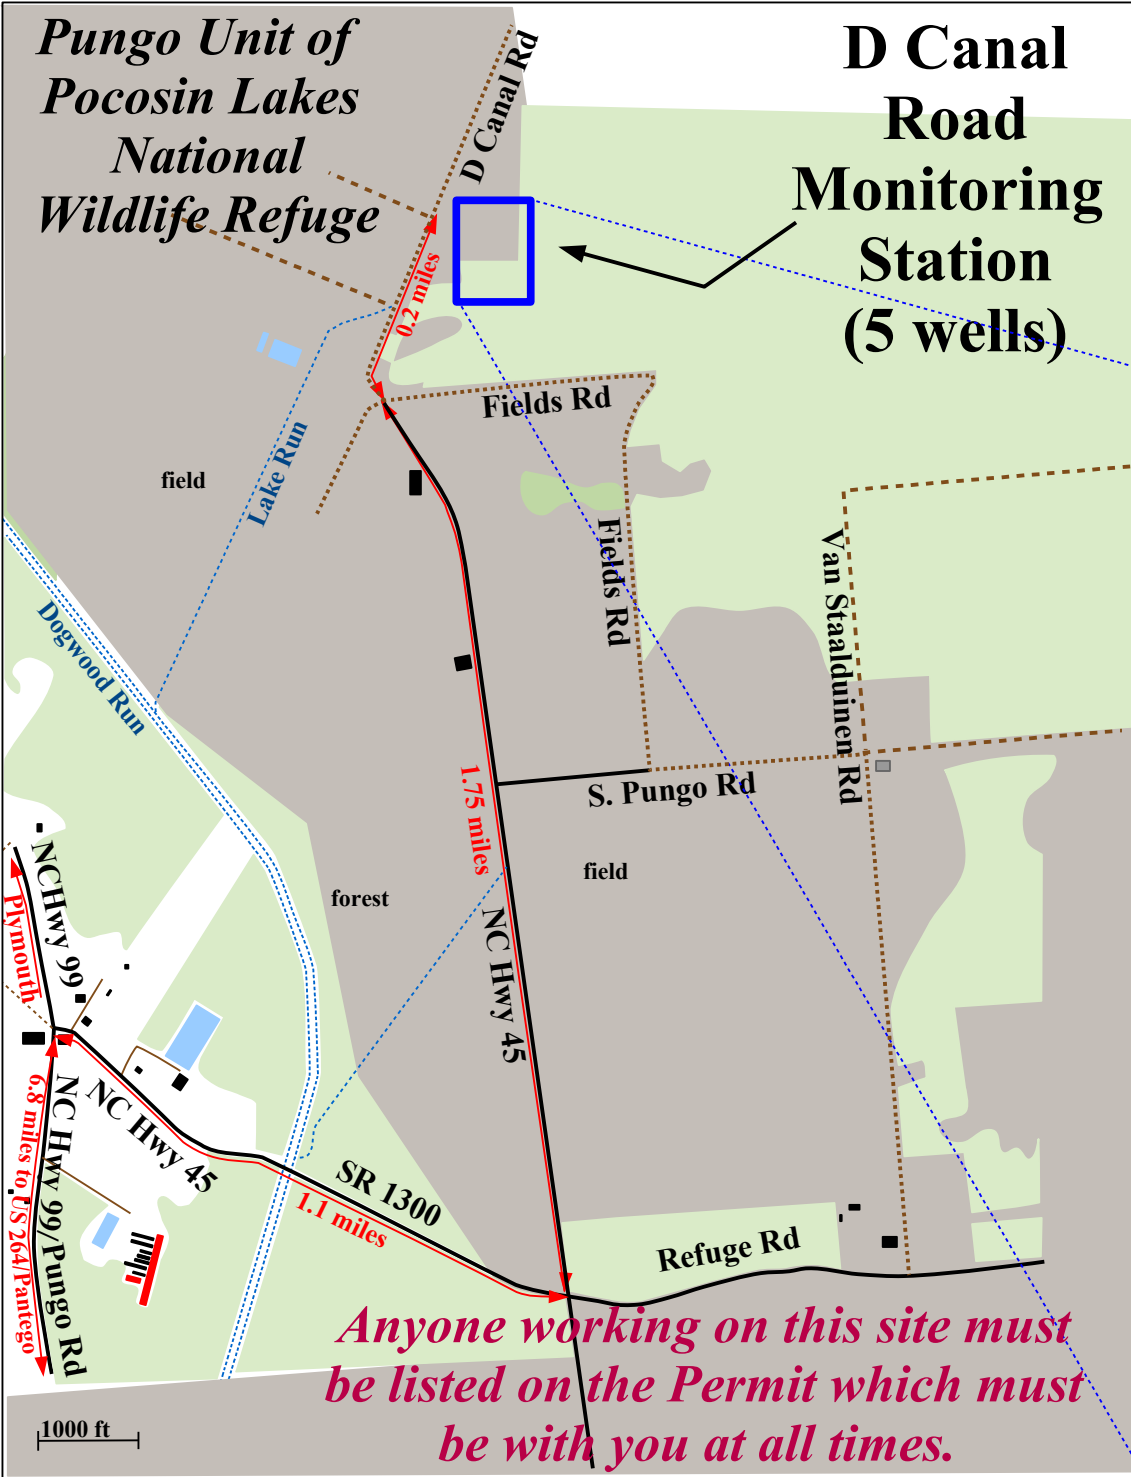 Pungo Unit of
Pocosin Lakes
National
Wildlife Refuge
D Canal
Road
Monitoring
Station
(5 wells)
D Canal Rd
0.2 miles
Fields Rd
field
Lake Run
Fields Rd
Van Staalduinen Rd
Dogwood Run
S. Pungo Rd
1.75 miles
field
forest
NCHwy 99
Plymouth
NC Hwy 45
NC Hwy 45
6.8 miles to US 264/Pantego
NC Hwy 99/Pungo Rd
SR 1300
1.1 miles
Refuge Rd
Anyone working on this site must
be listed on the Permit which must
be with you at all times.
1000 ft